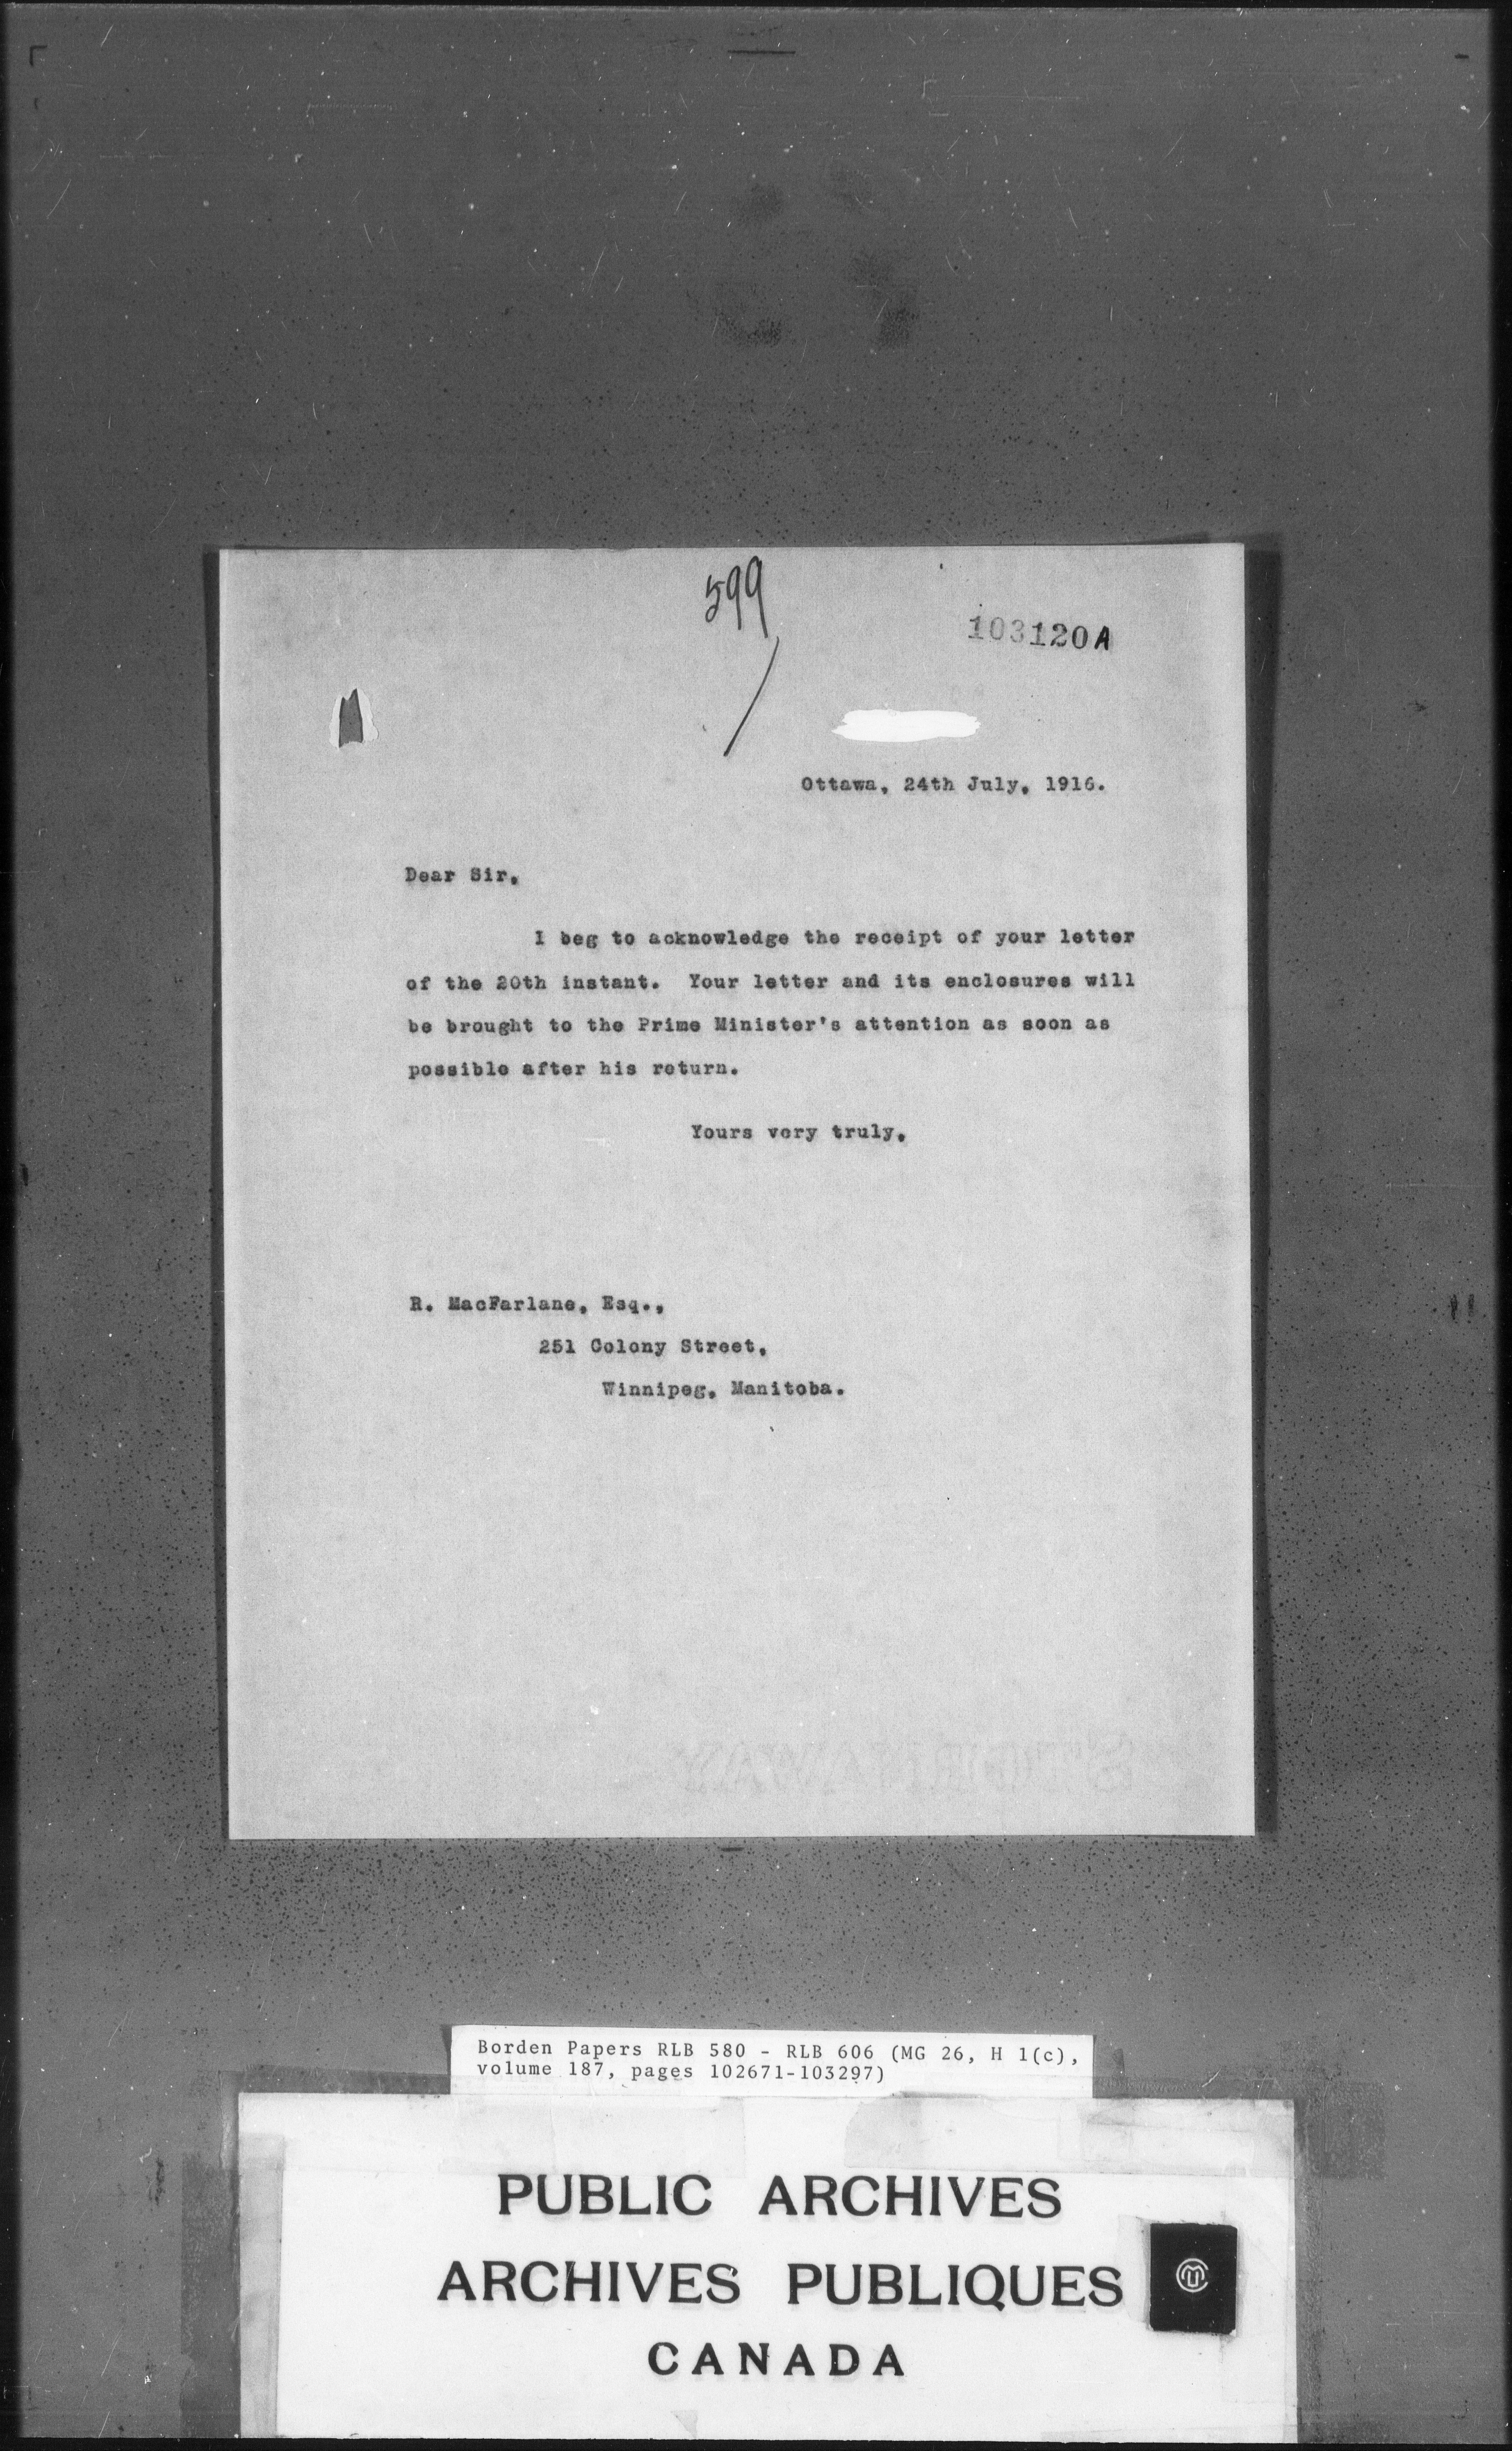 599
103120A
Ottawa, 24th July, 1916.
Dear Sir,
I beg to acknowledge the receipt of your letter
of the 20th instant. Your letter and its enclosures will
be brought to the Prime Minister's attention as soon as
possible after his return.
Yours very truly,
R. MacFarlane, Esq.,
251 Colony Street,
Winnipeg, Manitoba.
Borden Papers RLB 580 - RLB 606 (MG 26, H 1(c),
volume 187, pages 102671-103297)
PUBLIC ARCHIVES
ARCHIVES PUBLIQUES
CANADA